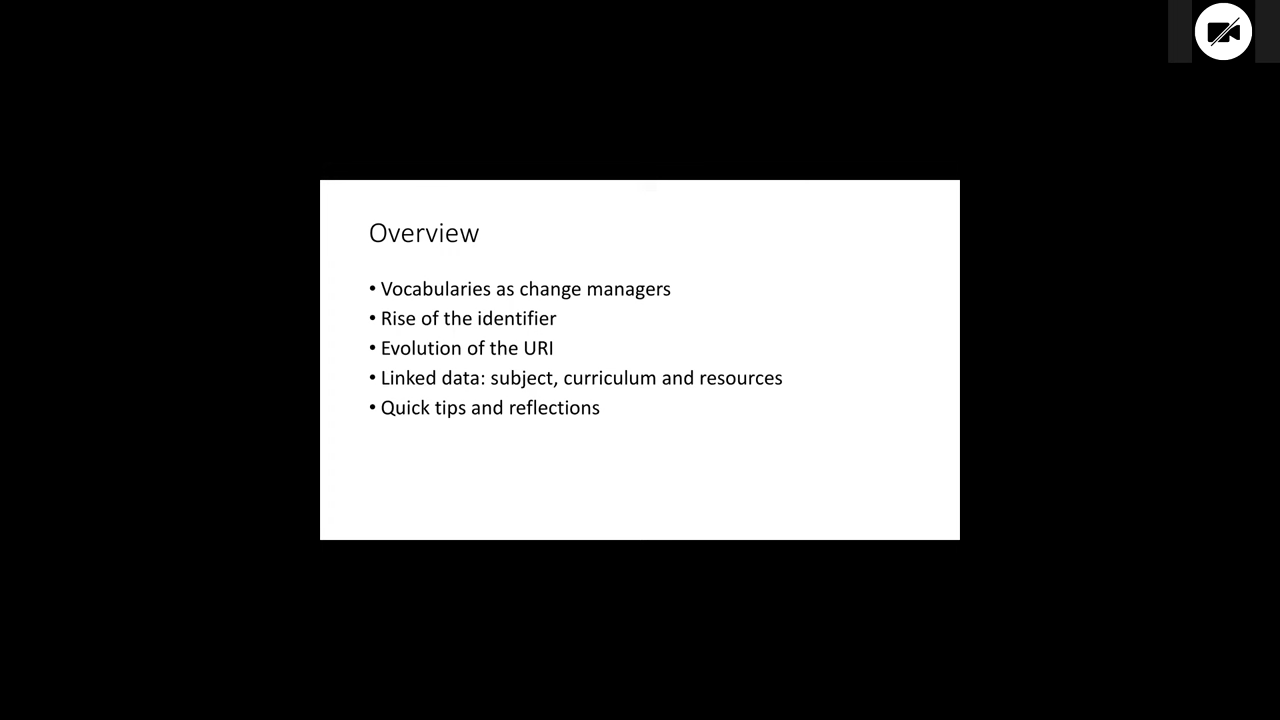 Overview
• Vocabularies as change managers
• Rise of the identifier
• Evolution of the URI
• Linked data: subject, curriculum and resources
• Quick tips and reflections